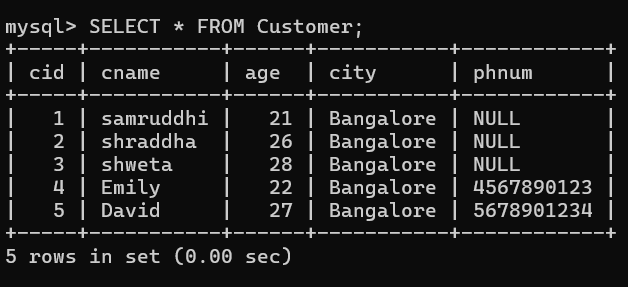 mysql> SELECT * FROM Customer;
+-----+-----------+------+-----------+------------+
| cid | cname     | age  | city      | phnum      |
+-----+-----------+------+-----------+------------+
|   1 | samruddhi |   21 | Bangalore | NULL       |
|   2 | shraddha  |   26 | Bangalore | NULL       |
|   3 | shweta    |   28 | Bangalore | NULL       |
|   4 | Emily     |   22 | Bangalore | 4567890123 |
|   5 | David     |   27 | Bangalore | 5678901234 |
+-----+-----------+------+-----------+------------+
5 rows in set (0.00 sec)